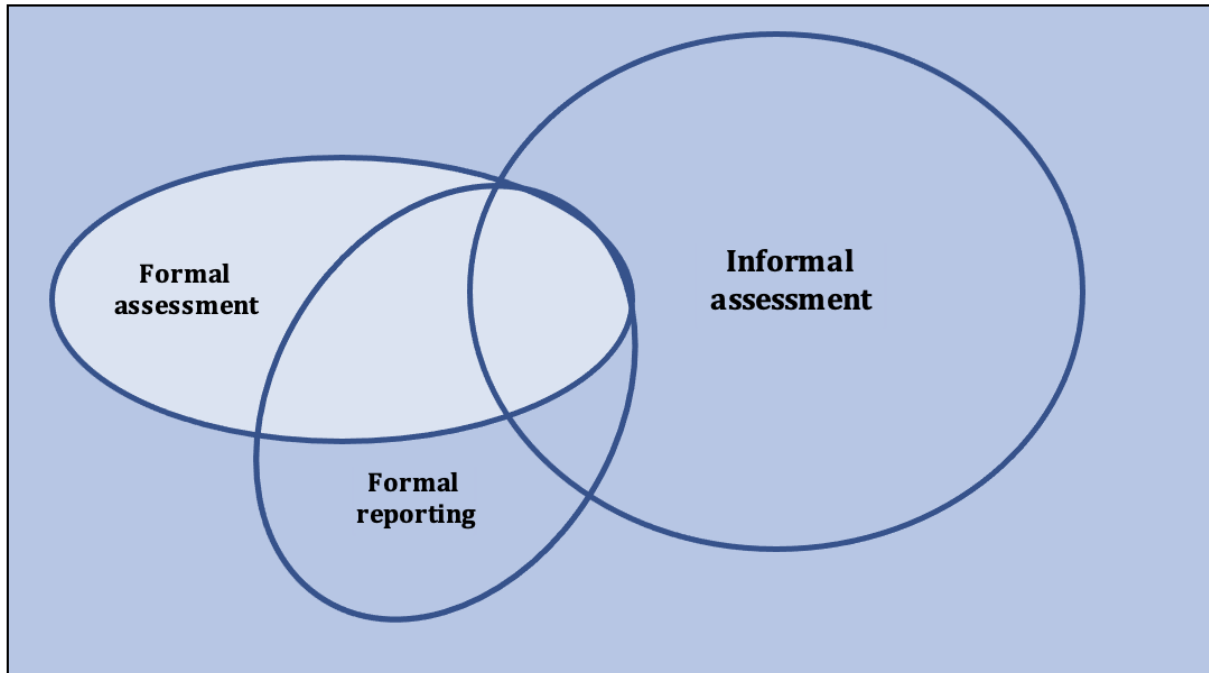 Formal
assessment
Informal
assessment
Formal
reporting